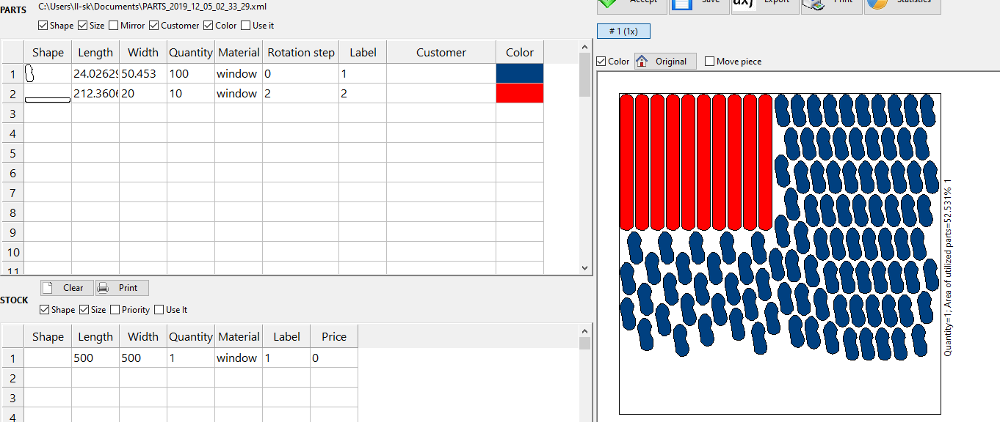 PARTS C:\Users\II-sk\Documents\PARTS_2019_12_05_02_33_29.xml
Shape Size Mirror Customer Color Use it
Shape Length Width Quantity Material Rotation step Label Customer Color
1 24.02629 50.453 100 window 0 1
2 212.3606 20 10 window 2 2
3
4
5
6
7
8
9
10
11
Clear Print
STOCK
Shape Size Priority Use It
Shape Length Width Quantity Material Label Price
1 500 500 1 window 1 0
2
3
4
Accept Save dxf Export Print Statistics
# 1 (1x)
Color Original Move piece
Quantity=1; Area of utilized parts=52.531% 1